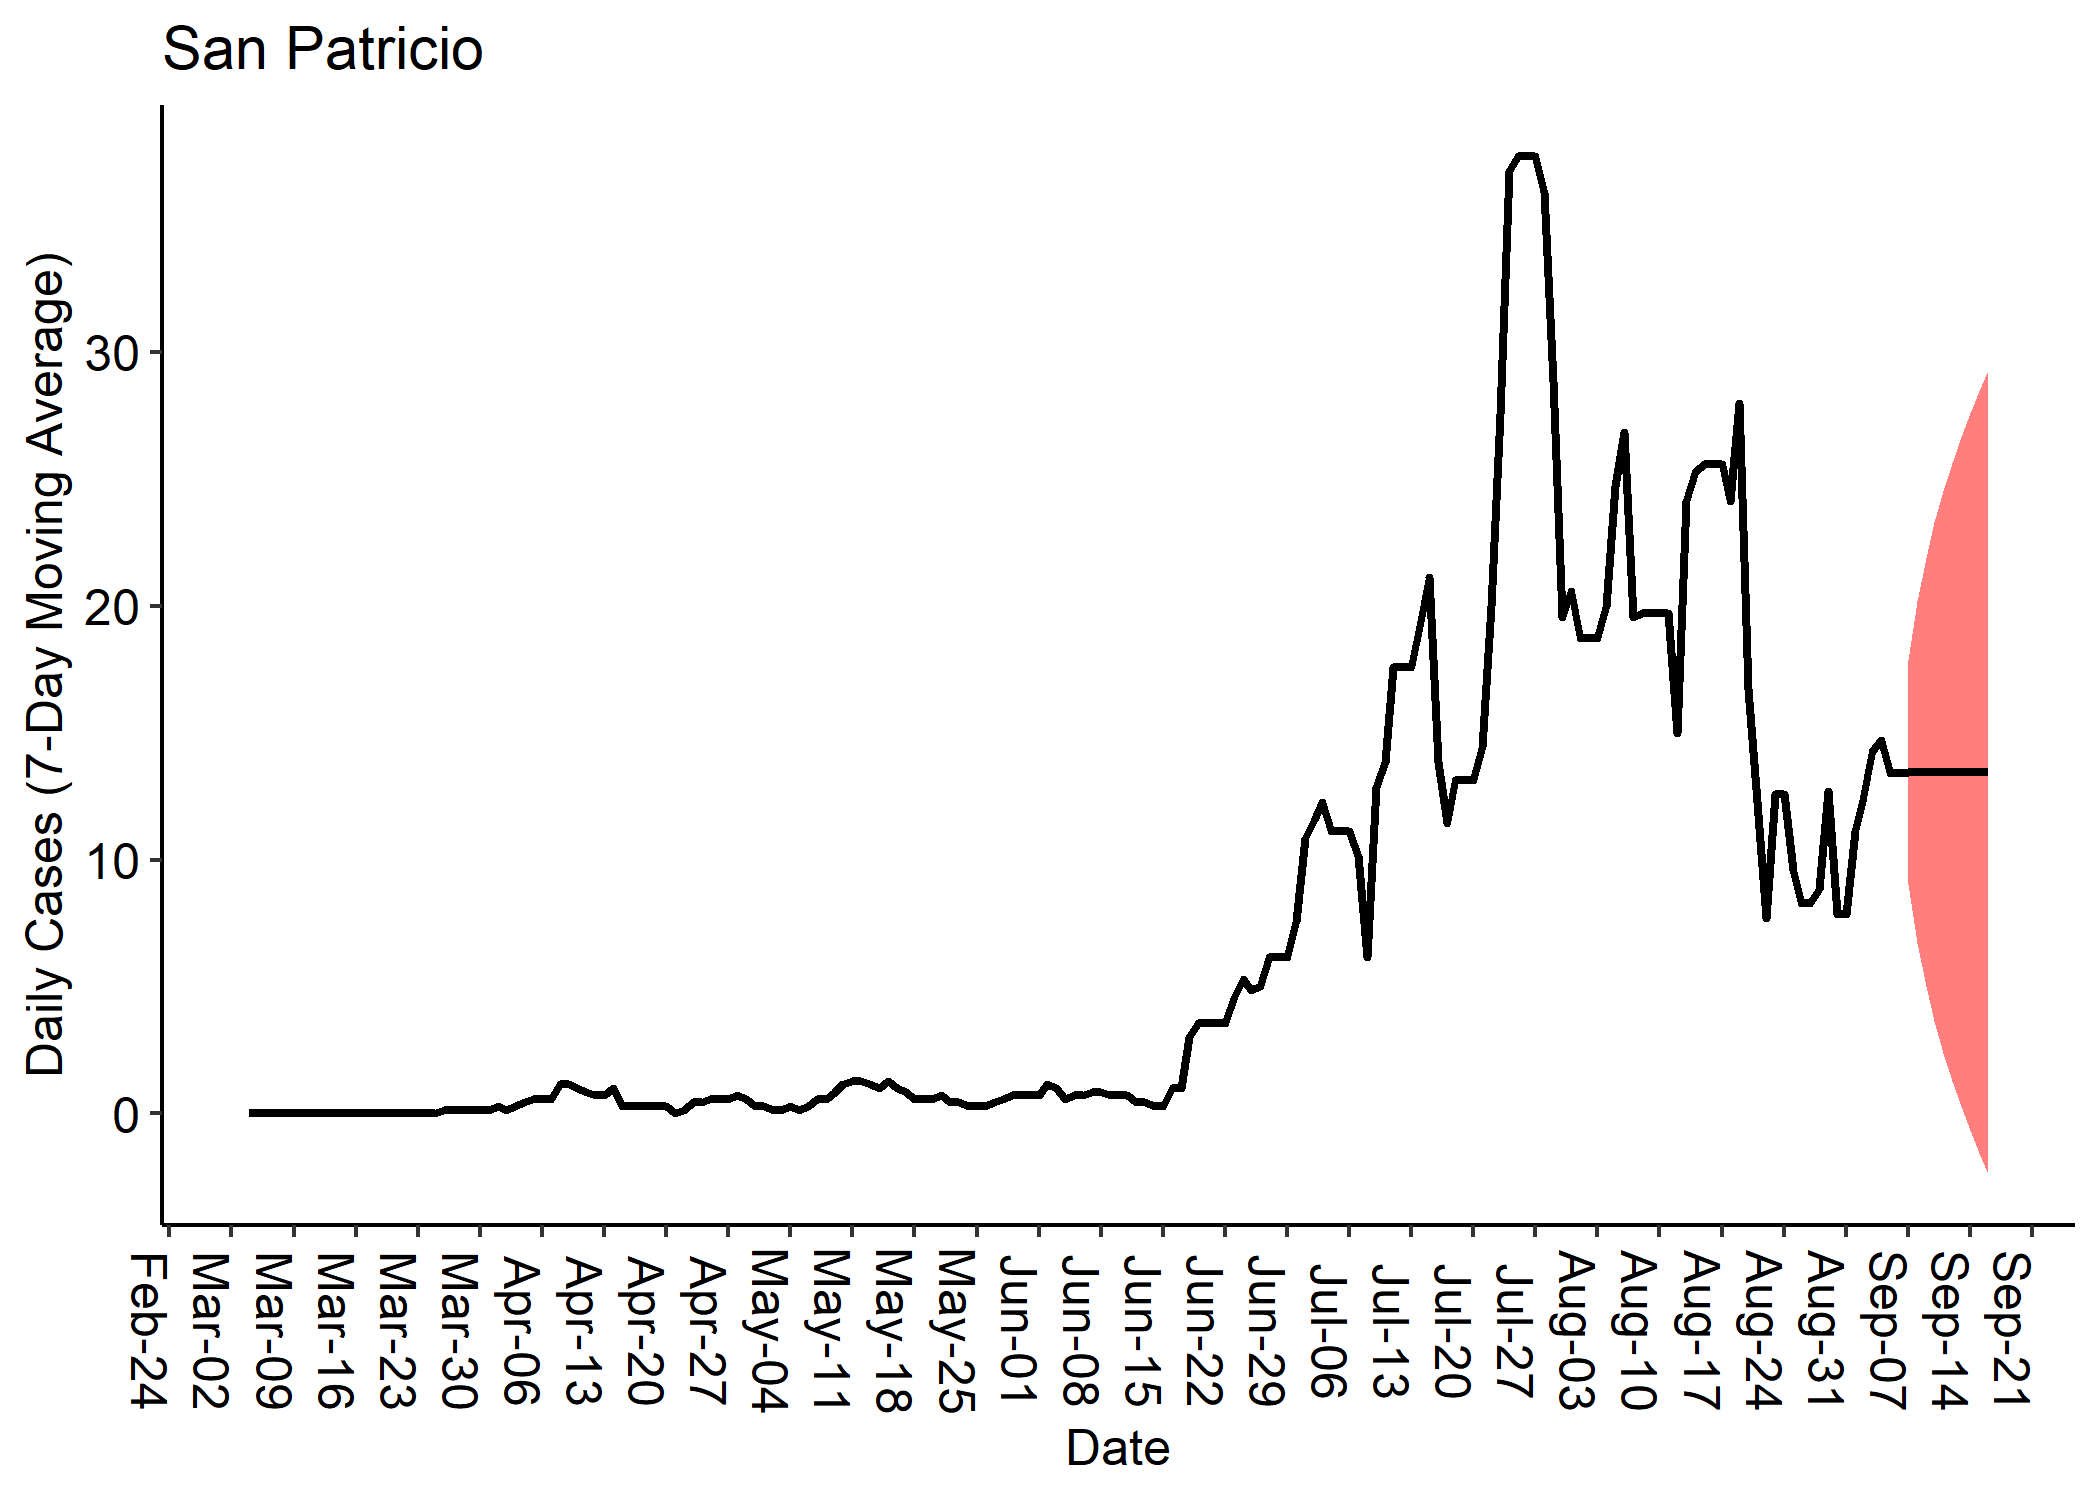 San Patricio
Daily Cases (7-Day Moving Average)
30
20
10
0
Feb-24
Mar-02
Mar-09
Mar-16
Mar-23
Mar-30
Apr-06
Apr-13
Apr-20
Apr-27
May-04
May-11
May-18
May-25
Jun-01
Jun-08
Jun-15
Jun-22
Jun-29
Jul-06
Jul-13
Jul-20
Jul-27
Aug-03
Aug-10
Aug-17
Aug-24
Aug-31
Sep-07
Sep-14
Sep-21
Date